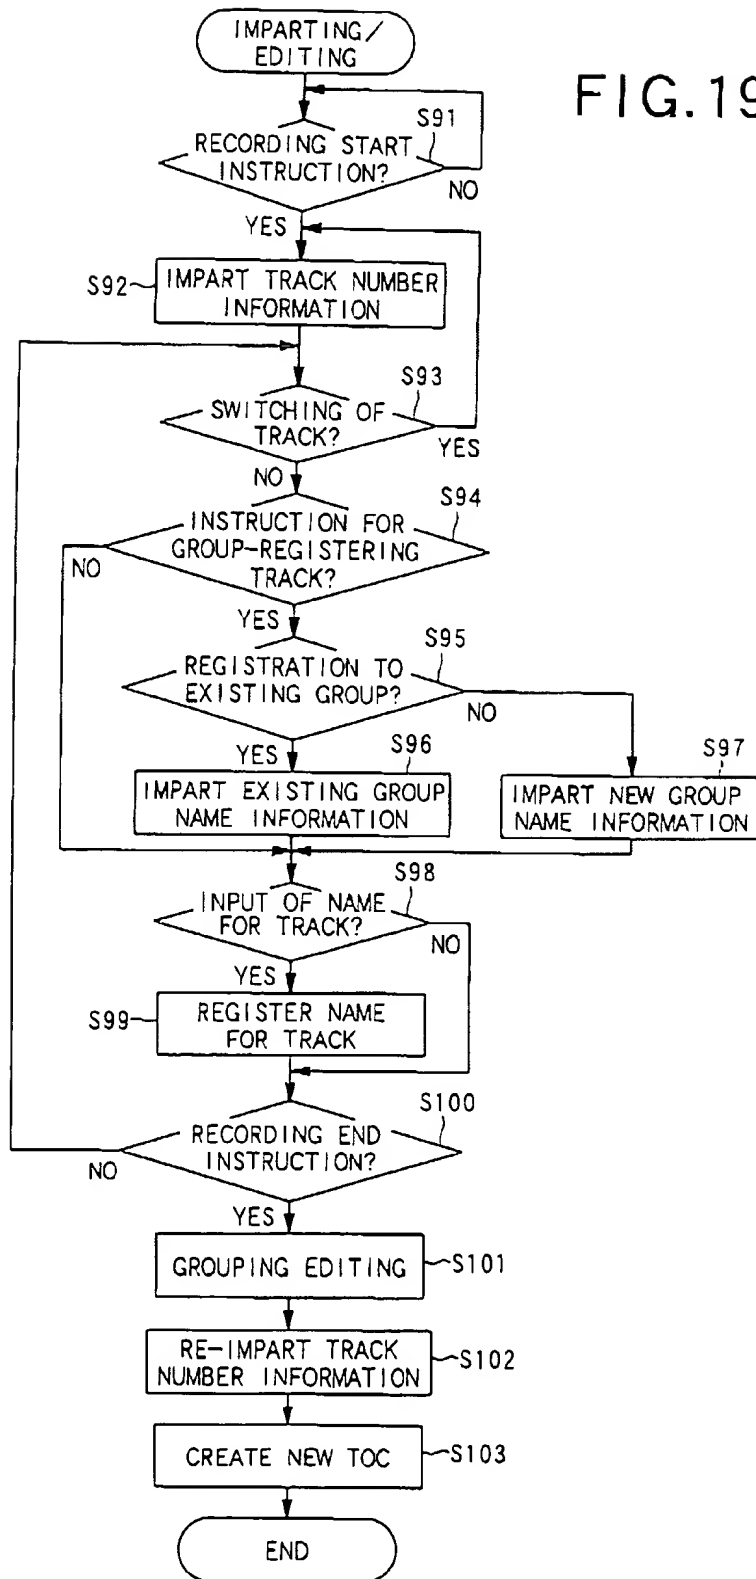 IMPARTING/
EDITING
FIG.19
S91
RECORDING START
INSTRUCTION?
NO
YES
S92
IMPART TRACK NUMBER
INFORMATION
S93
SWITCHING OF
TRACK?
YES
NO
S94
INSTRUCTION FOR
GROUP-REGISTERING
TRACK?
NO
YES
S95
REGISTRATION TO
EXISTING GROUP?
NO
YES
S96
S97
IMPART EXISTING GROUP
NAME INFORMATION
IMPART NEW GROUP
NAME INFORMATION
S98
INPUT OF NAME
FOR TRACK?
NO
YES
S99
REGISTER NAME
FOR TRACK
S100
RECORDING END
INSTRUCTION?
NO
YES
GROUPING EDITING
S101
RE-IMPART TRACK
NUMBER INFORMATION
S102
CREATE NEW TOC
S103
END